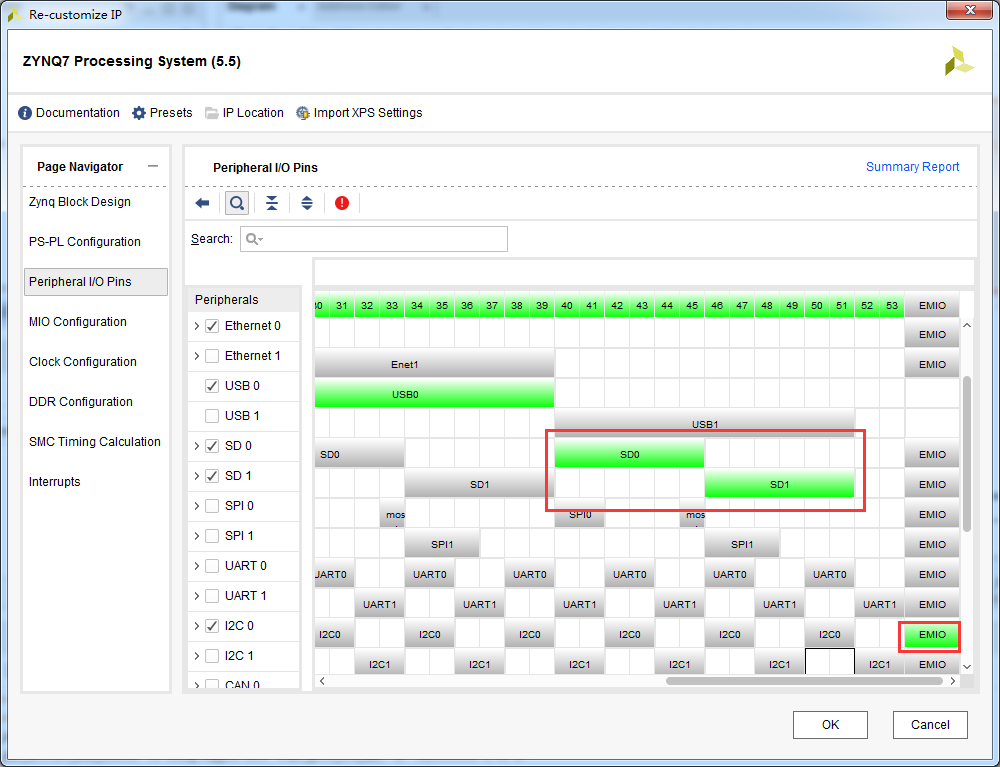 Re-customize IP
ZYNQ7 Processing System (5.5)
Documentation Presets IP Location Import XPS Settings
Page Navigator
Zynq Block Design
PS-PL Configuration
Peripheral I/O Pins
MIO Configuration
Clock Configuration
DDR Configuration
SMC Timing Calculation
Interrupts
Peripheral I/O Pins
Summary Report
Search:
Peripherals
Ethernet 0
Ethernet 1
USB 0
USB 1
SD 0
SD 1
SPI 0
SPI 1
UART 0
UART 1
I2C 0
I2C 1
CAN 0
30 31 32 33 34 35 36 37 38 39 40 41 42 43 44 45 46 47 48 49 50 51 52 53 EMIO
EMIO
Enet1 EMIO
USB0
USB1
SD0 SD0 EMIO
SD1 SD1 EMIO
mos SPI0 mos EMIO
SPI1 SPI1 EMIO
UART0 UART0 UART0 UART0 UART0 UART0 EMIO
UART1 UART1 UART1 UART1 UART1 UART1 EMIO
I2C0 I2C0 I2C0 I2C0 I2C0 I2C0 EMIO
I2C1 I2C1 I2C1 I2C1 I2C1 I2C1 EMIO
OK Cancel